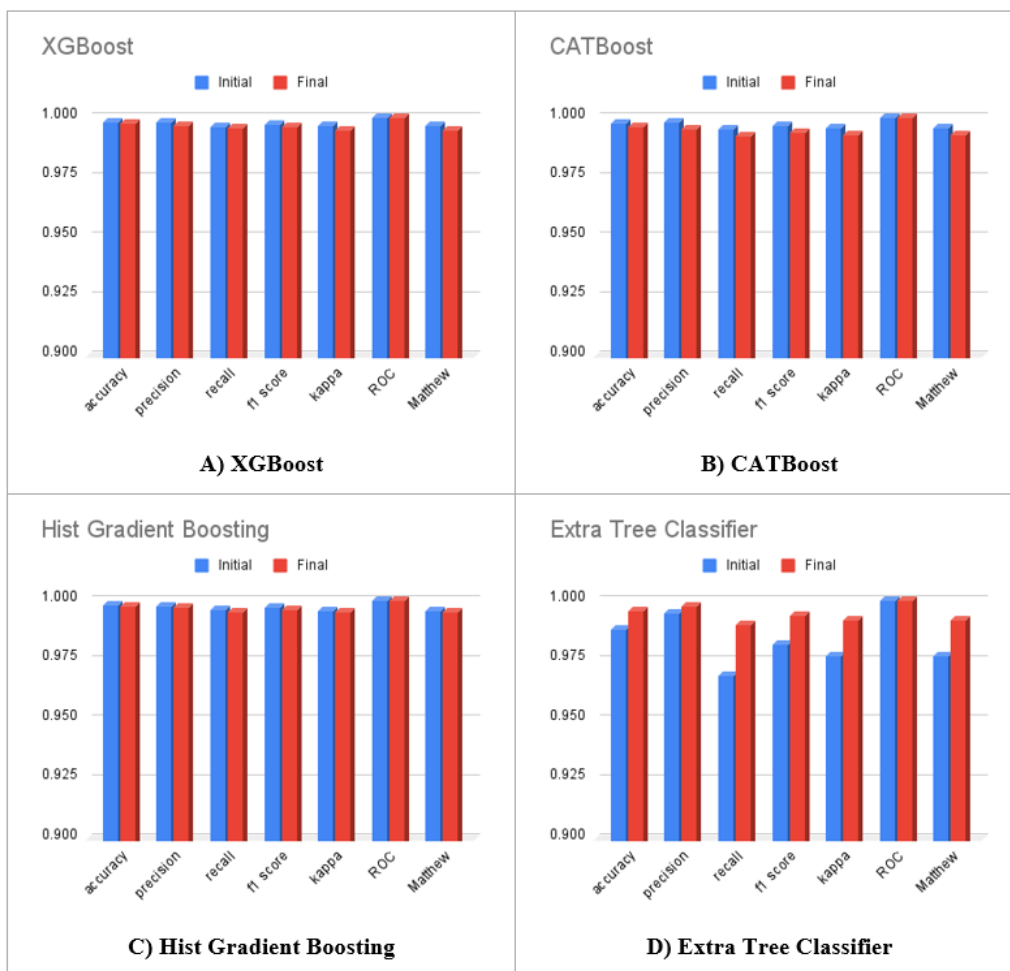 XGBoost
Initial Final
1.000
0.975
0.950
0.925
0.900
accuracy precision recall f1 score kappa ROC Matthew
A) XGBoost
CATBoost
Initial Final
1.000
0.975
0.950
0.925
0.900
accuracy precision recall f1 score kappa ROC Matthew
B) CATBoost
Hist Gradient Boosting
Initial Final
1.000
0.975
0.950
0.925
0.900
accuracy precision recall f1 score kappa ROC Matthew
C) Hist Gradient Boosting
Extra Tree Classifier
Initial Final
1.000
0.975
0.950
0.925
0.900
accuracy precision recall f1 score kappa ROC Matthew
D) Extra Tree Classifier